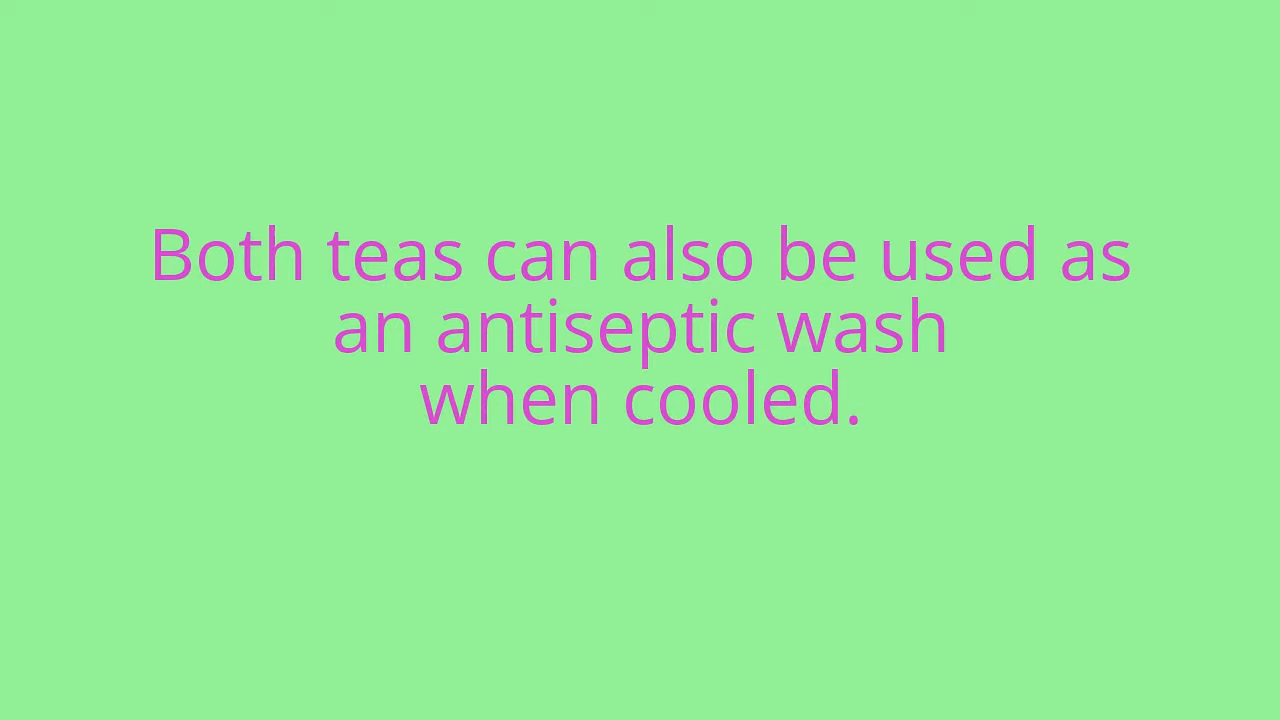 Both teas can also be used as
an antiseptic wash
when cooled.